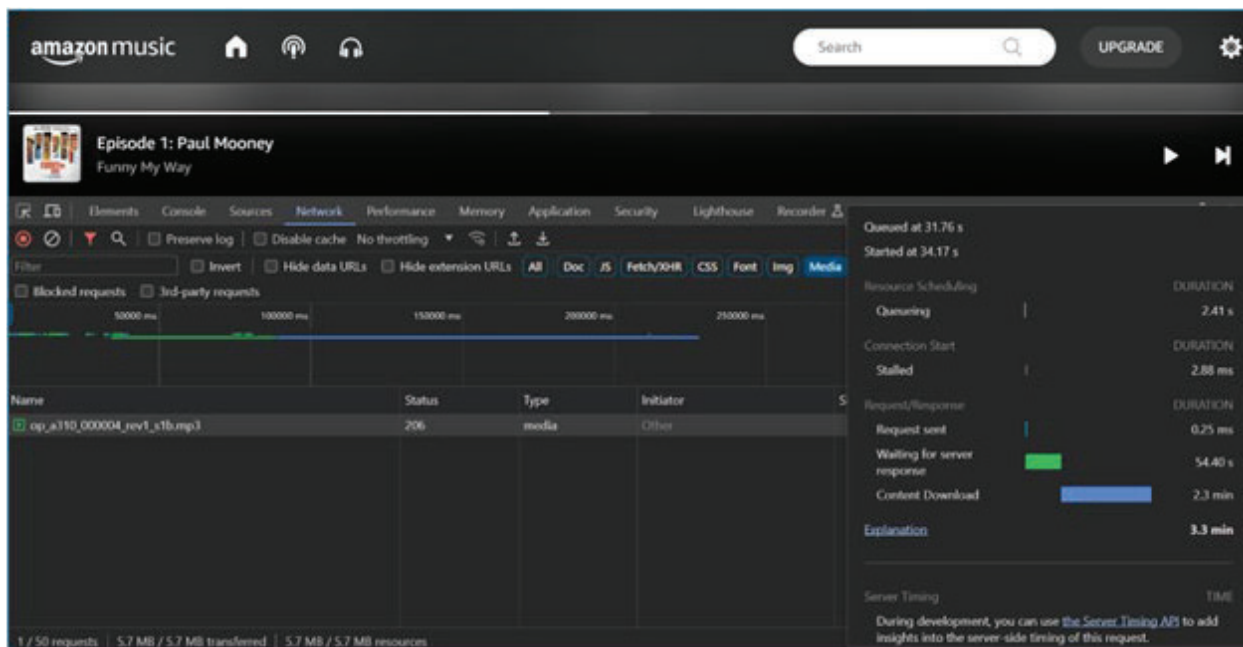 amazon music
Search
UPGRADE
Episode 1: Paul Mooney
Funny My Way
Elements Console Sources Network Performance Memory Application Security Lighthouse Recorder
Preserve log Disable cache No throttling
Filter Invert Hide data URLs Hide extension URLs All Doc JS Fetch/XHR CSS Font Img Media
Blocked requests 3rd-party requests
50000 ms 100000 ms 150000 ms 200000 ms 250000 ms
Name Status Type Initiator S
op_a310_000004_rev1_s1b.mp3 206 media Other
1 / 50 requests 5.7 MB / 5.7 MB transferred 5.7 MB / 5.7 MB resources
Queued at 31.76 s
Started at 34.17 s
Resource Scheduling DURATION
Queuing 2.41 s
Connection Start DURATION
Stalled 2.88 ms
Request/Response DURATION
Request sent 0.25 ms
Waiting for server
response 54.40 s
Content Download 2.3 min
Explanation 3.3 min
Server Timing TIME
During development, you can use the Server Timing API to add
insights into the server-side timing of this request.